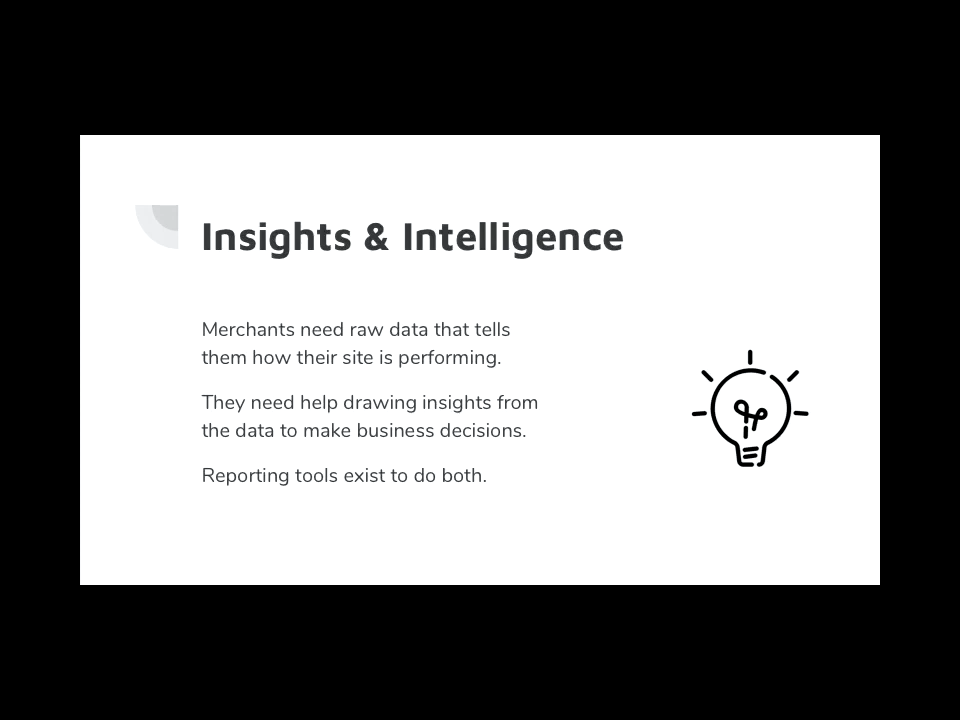 Insights & Intelligence
Merchants need raw data that tells
them how their site is performing.
They need help drawing insights from
the data to make business decisions.
Reporting tools exist to do both.